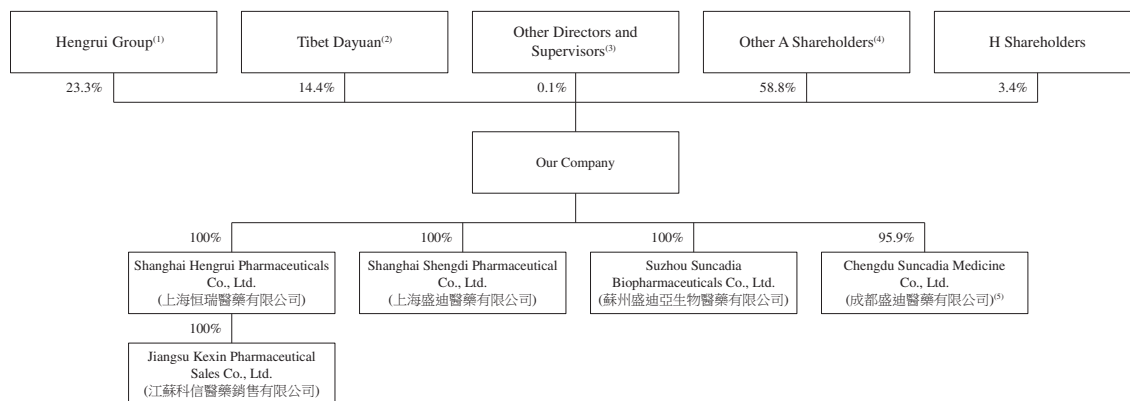 Hengrui Group(1)
Tibet Dayuan(2)
Other Directors and
Supervisors(3)
Other A Shareholders(4)
H Shareholders
23.3%
14.4%
0.1%
58.8%
3.4%
Our Company
100%
100%
100%
95.9%
Shanghai Hengrui Pharmaceuticals
Co., Ltd.
(上海恒瑞醫藥有限公司)
Shanghai Shengdi Pharmaceutical
Co., Ltd.
(上海盛迪醫藥有限公司)
Suzhou Suncadia
Biopharmaceuticals Co., Ltd.
(蘇州盛迪亞生物醫藥有限公司)
Chengdu Suncadia Medicine
Co., Ltd.
(成都盛迪醫藥有限公司)(5)
100%
Jiangsu Kexin Pharmaceutical
Sales Co., Ltd.
(江蘇科信醫藥銷售有限公司)